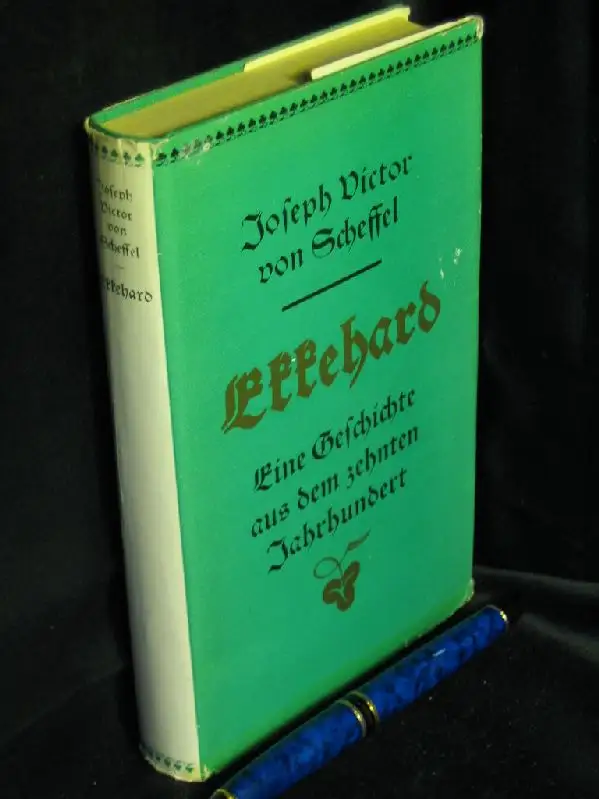 Joseph
Victor
von
Scheffel
Ekkehard
Joseph Victor
von Scheffel
Ekkehard
Eine Geschichte
aus dem zehnten
Jahrhundert